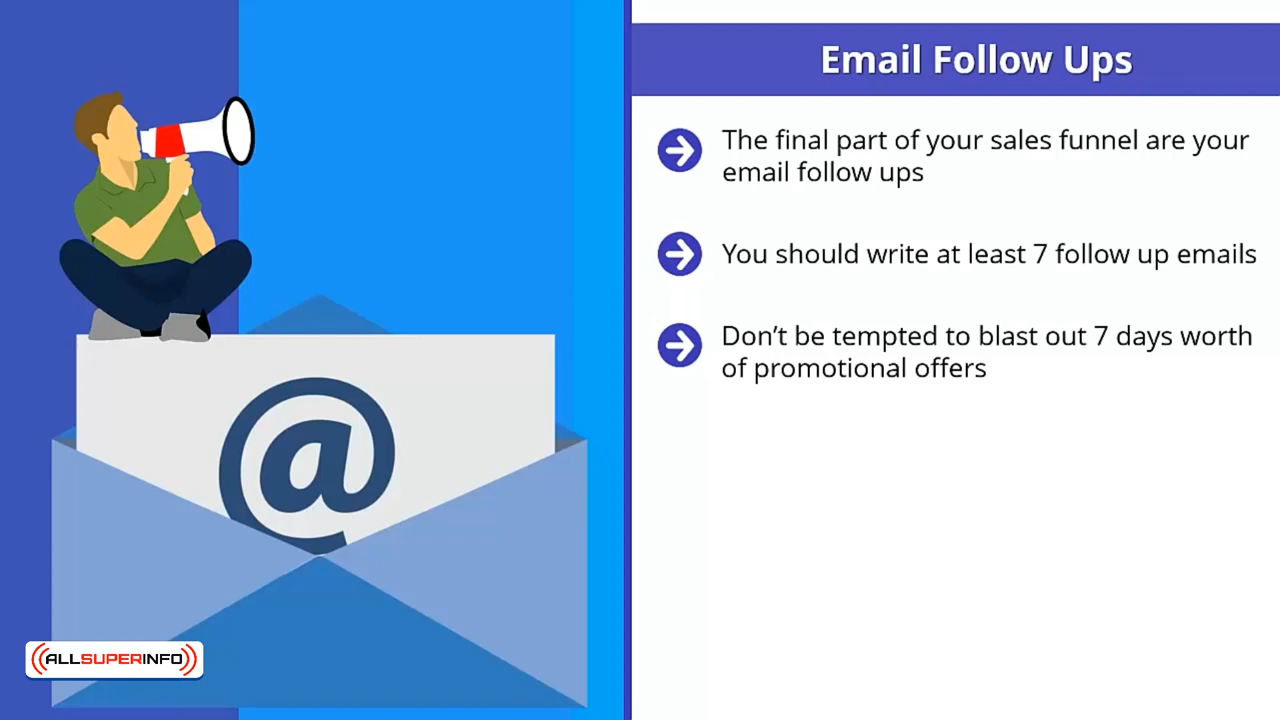 Email Follow Ups
The final part of your sales funnel are your
email follow ups
You should write at least 7 follow up emails
Don’t be tempted to blast out 7 days worth
of promotional offers
@
ALLSUPERINFO